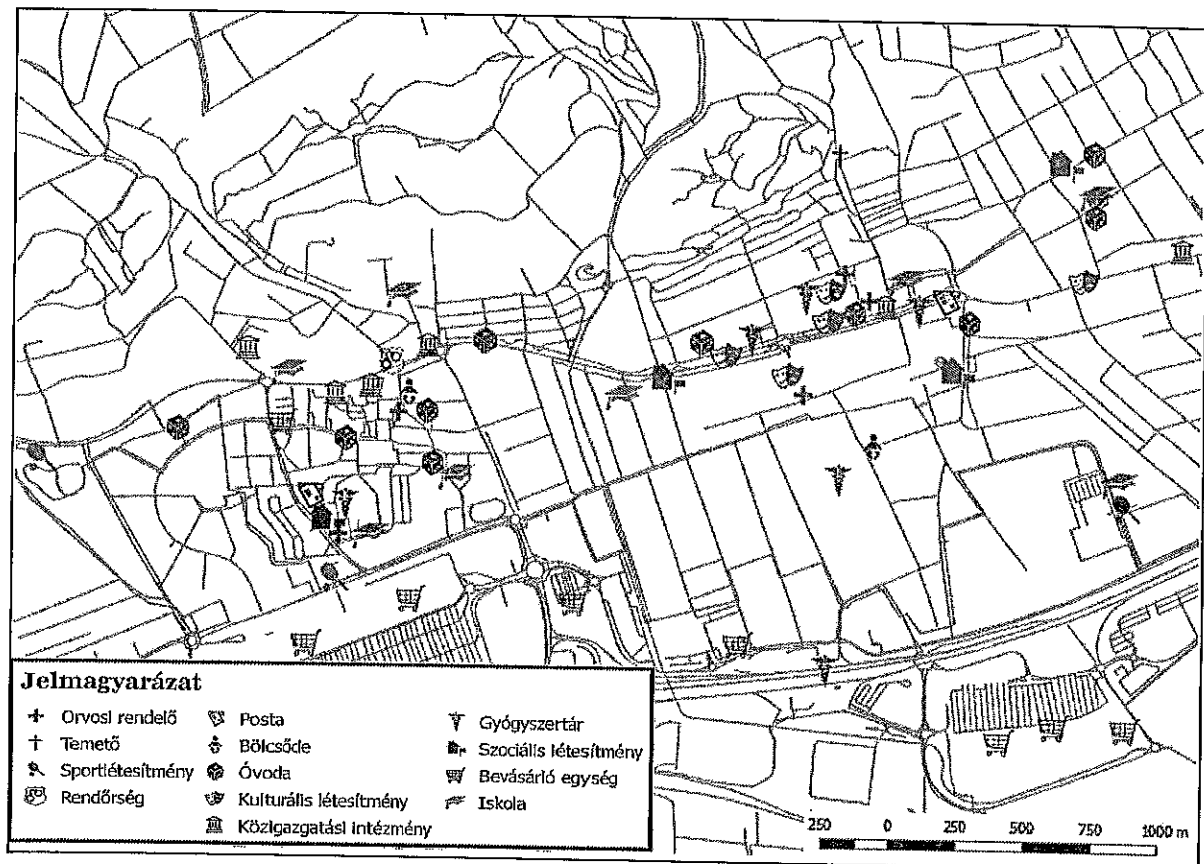 Jelmagyarázat
Orvosi rendelő
Temető
Sportlétesítmény
Rendőrség
Posta
Bölcsőde
Óvoda
Kulturális létesítmény
Közigazgatási intézmény
Gyógyszertár
Szociális létesítmény
Bevásárló egység
Iskola
250 0 250 500 750 1000 m